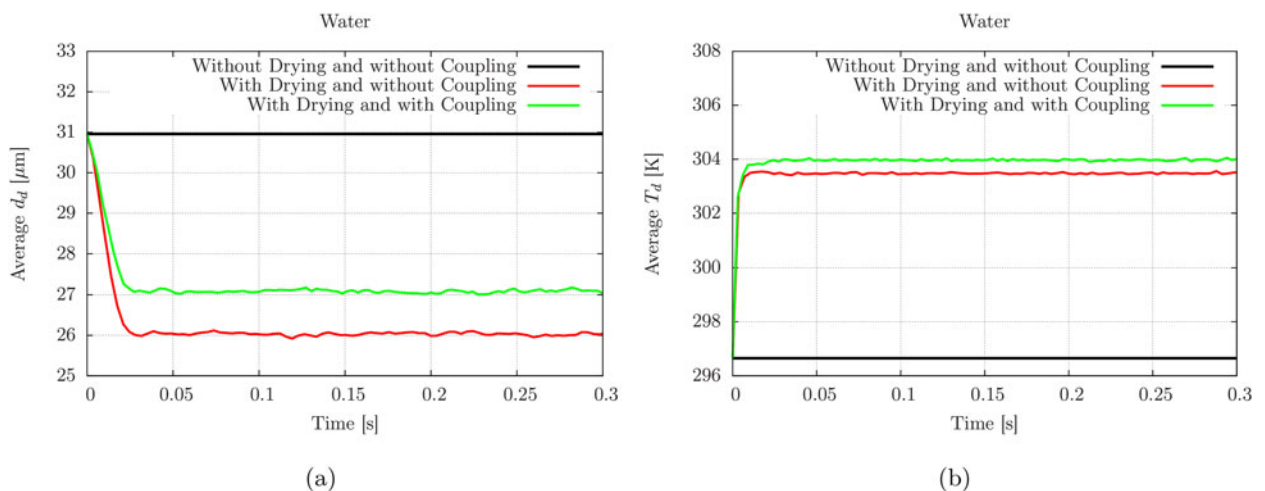 Water
33
32
31
30
29
28
27
26
25
Average d_d [μm]
Without Drying and without Coupling
With Drying and without Coupling
With Drying and with Coupling
0 0.05 0.1 0.15 0.2 0.25 0.3
Time [s]
(a)
Water
308
306
304
302
300
298
296
Average T_d [K]
Without Drying and without Coupling
With Drying and without Coupling
With Drying and with Coupling
0 0.05 0.1 0.15 0.2 0.25 0.3
Time [s]
(b)